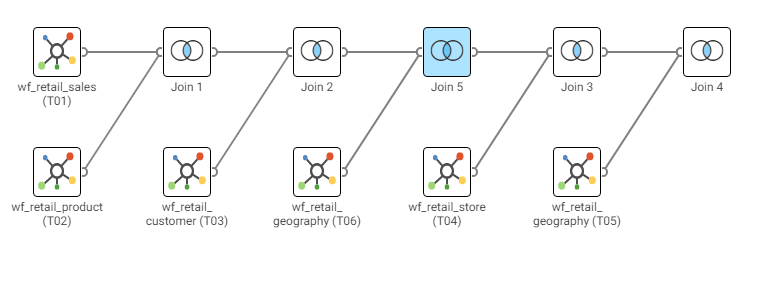 wf_retail_sales
(T01)
Join 1
Join 2
Join 5
Join 3
Join 4
wf_retail_product
(T02)
wf_retail_
customer (T03)
wf_retail_
geography (T06)
wf_retail_store
(T04)
wf_retail_
geography (T05)